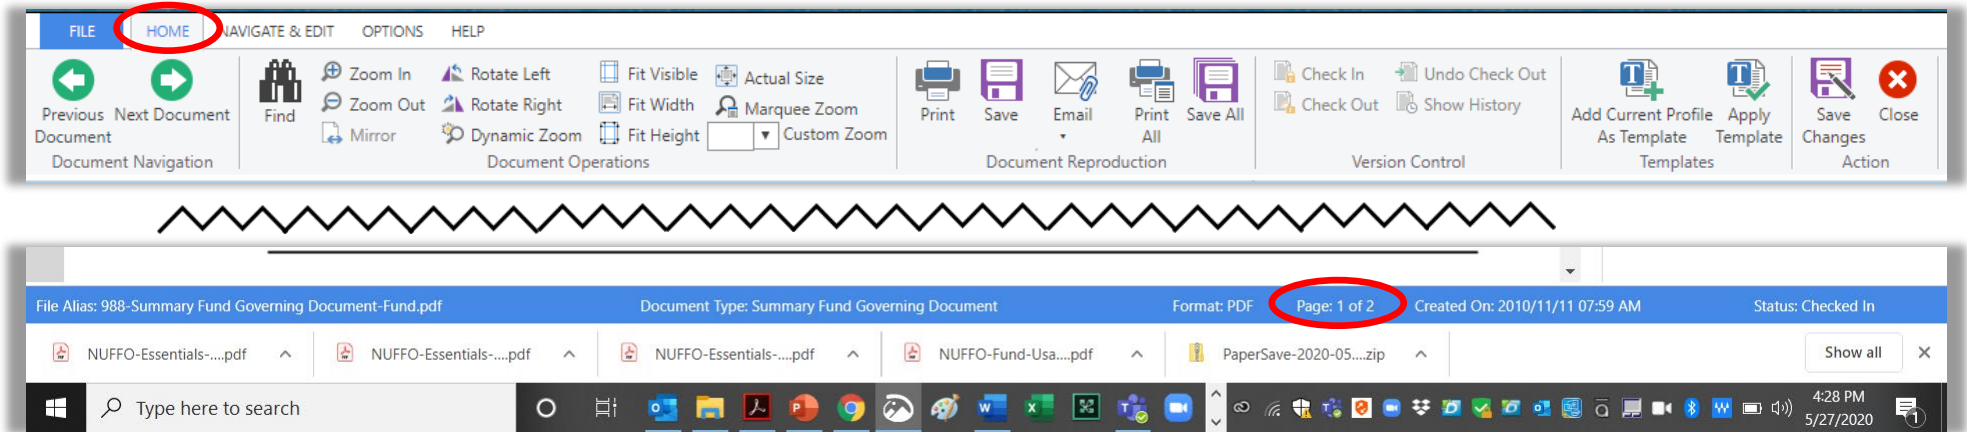 FILE HOME NAVIGATE & EDIT OPTIONS HELP
Previous Document
Next Document
Document Navigation
Find
Zoom In
Zoom Out
Mirror
Rotate Left
Rotate Right
Dynamic Zoom
Fit Visible
Fit Width
Fit Height
Actual Size
Marquee Zoom
Custom Zoom
Document Operations
Print
Save
Email
Print All
Save All
Document Reproduction
Check In
Check Out
Undo Check Out
Show History
Version Control
Add Current Profile As Template
Apply Template
Templates
Save Changes
Close
Action
File Alias: 988-Summary Fund Governing Document-Fund.pdf Document Type: Summary Fund Governing Document Format: PDF Page: 1 of 2 Created On: 2010/11/11 07:59 AM Status: Checked In
NUFFO-Essentials-....pdf NUFFO-Essentials-....pdf NUFFO-Essentials-....pdf NUFFO-Fund-Usa....pdf PaperSave-2020-05....zip Show all
Type here to search
4:28 PM
5/27/2020
1